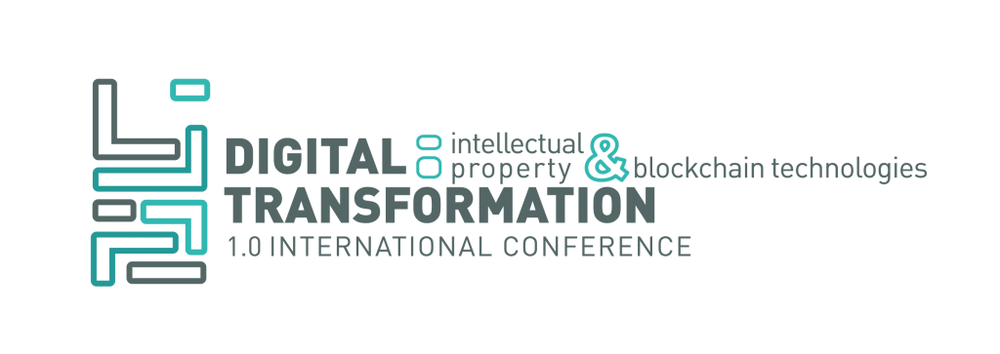 DIGITAL
TRANSFORMATION
intellectual
property & blockchain technologies
1.0 INTERNATIONAL CONFERENCE